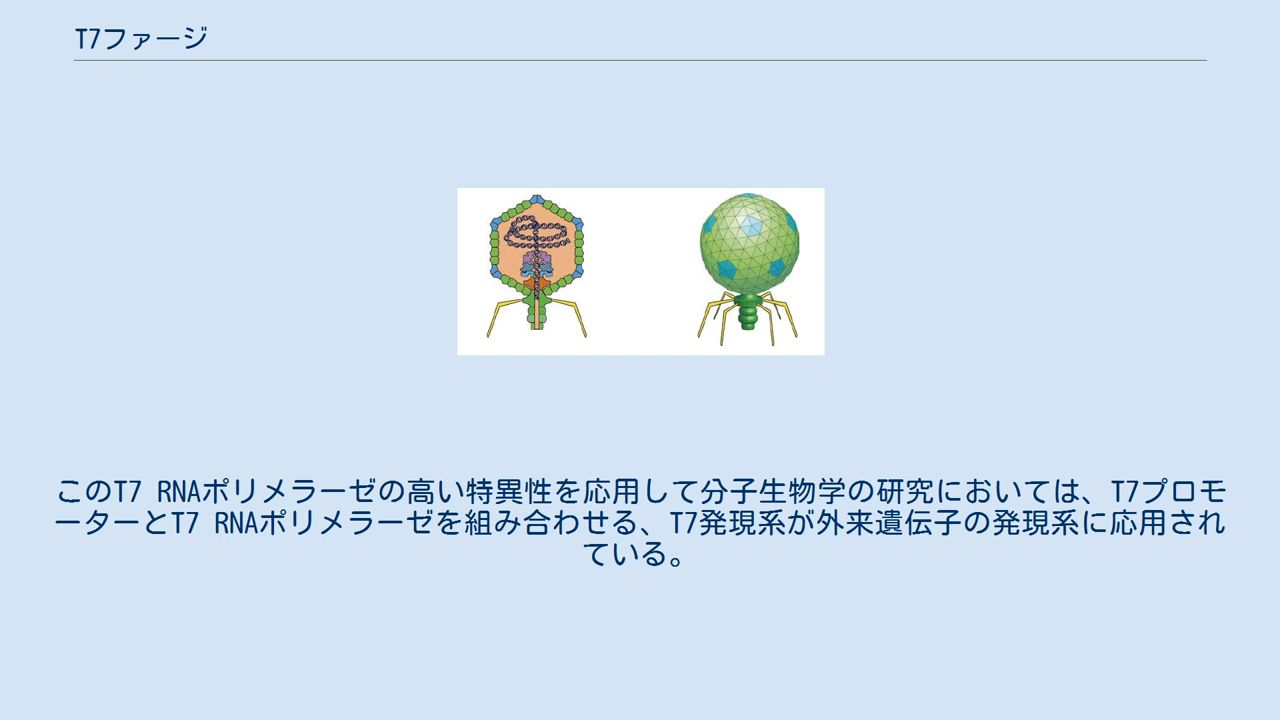 T7ファージ
このT7 RNAポリメラーゼの高い特異性を応用して分子生物学の研究においては、T7プロモ
ーターとT7 RNAポリメラーゼを組み合わせる、T7発現系が外来遺伝子の発現系に応用され
ている。